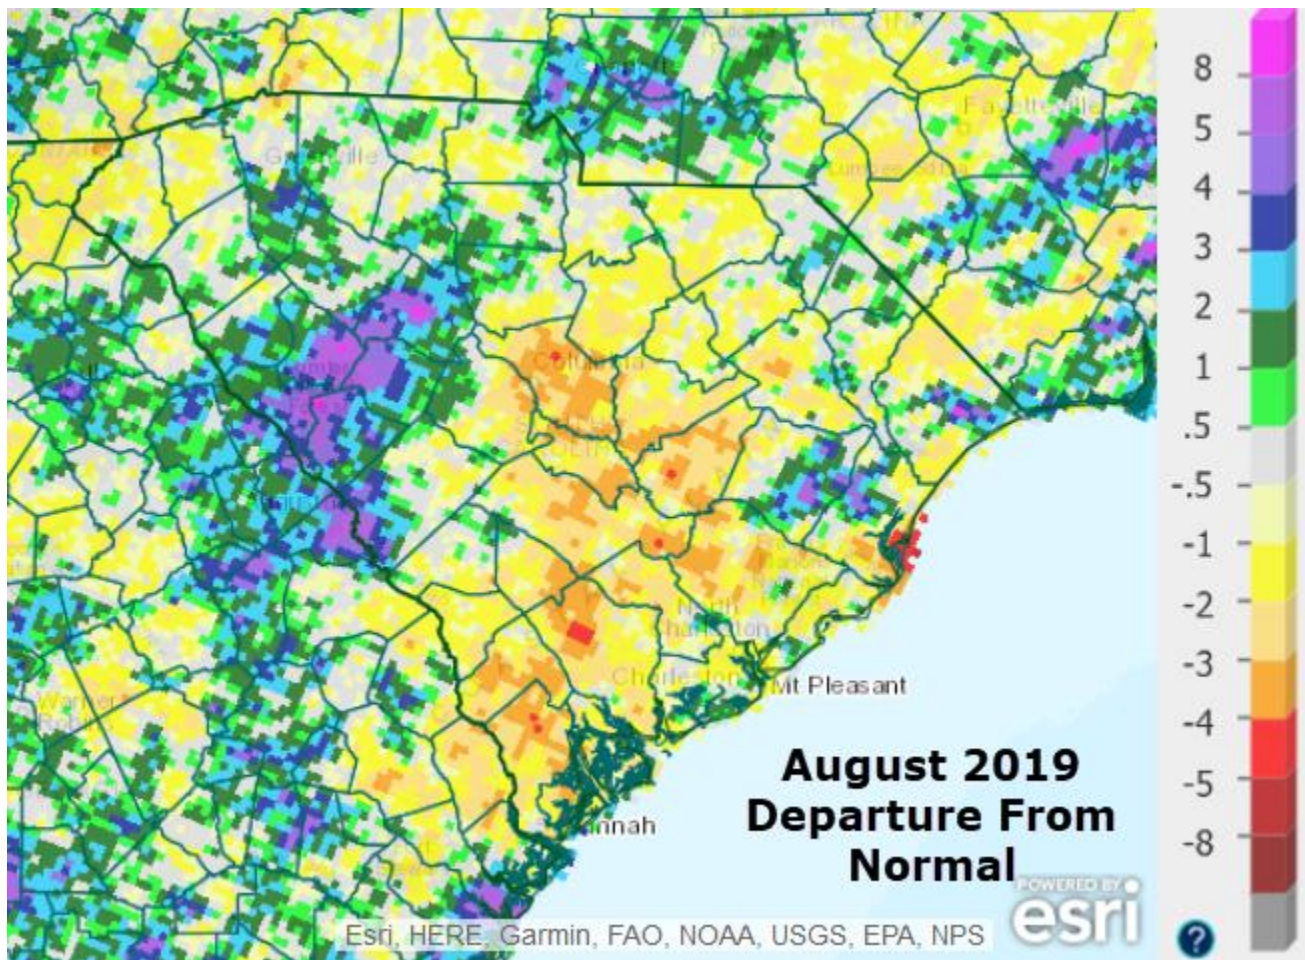 Fayetteville
Greenville
Columbia
North
Charleston
Charleston
Mt Pleasant
Warner
8
5
4
3
2
1
.5
-.5
-1
-2
-3
-4
-5
-8
August 2019
Departure From
Normal
POWERED BY
esri
Esri, HERE, Garmin, FAO, NOAA, USGS, EPA, NPS
?